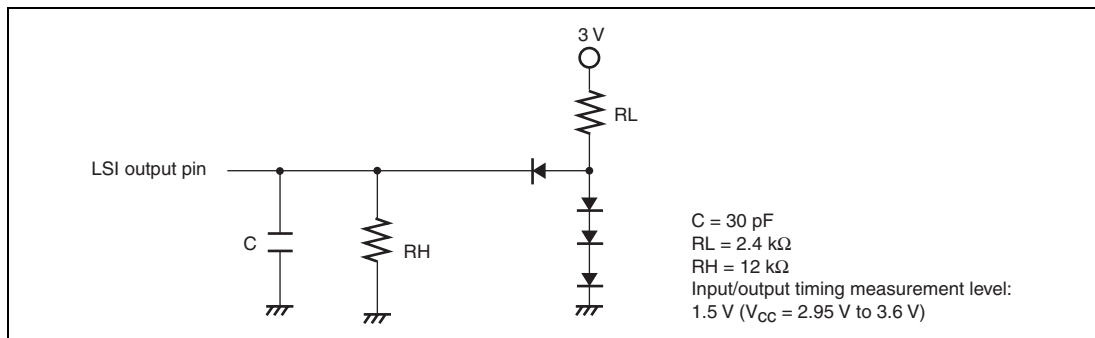 3 V
RL
LSI output pin
C
RH
C = 30 pF
RL = 2.4 kΩ
RH = 12 kΩ
Input/output timing measurement level:
1.5 V (VCC = 2.95 V to 3.6 V)